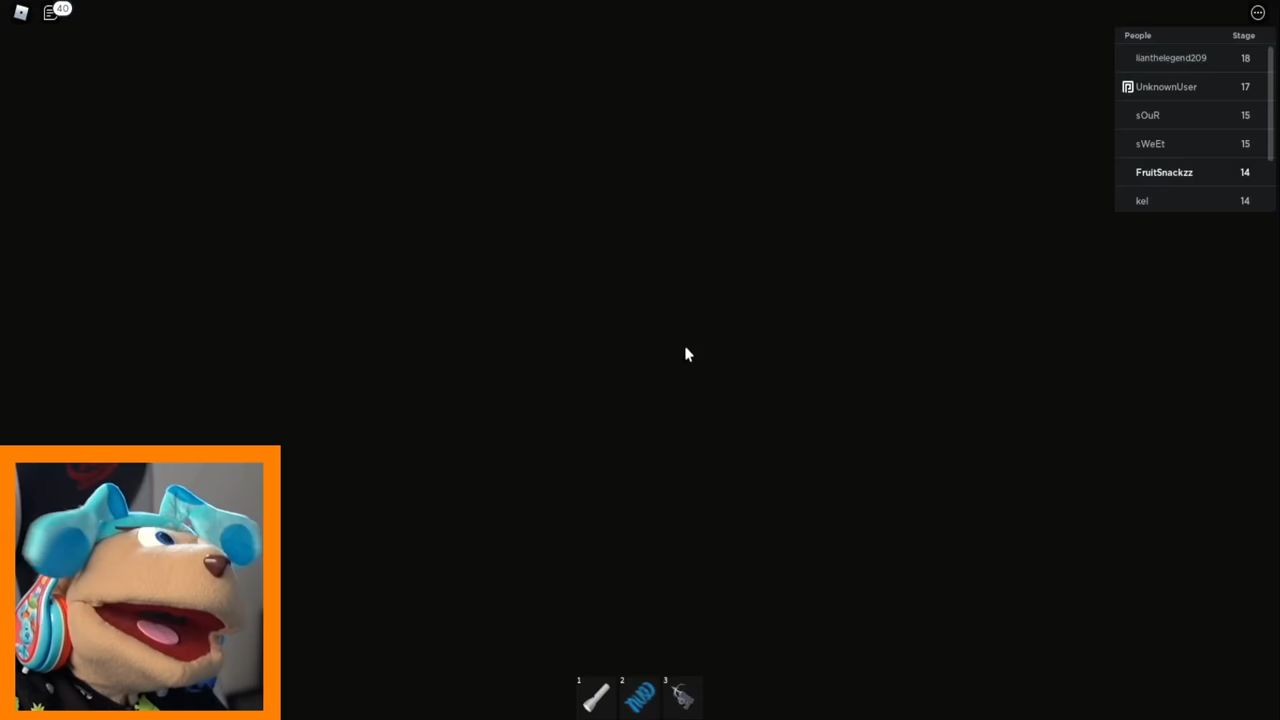 40
People Stage
lianthelegend209 18
UnknownUser 17
sOuR 15
sWeEt 15
FruitSnackzz 14
kel 14
1 2 3